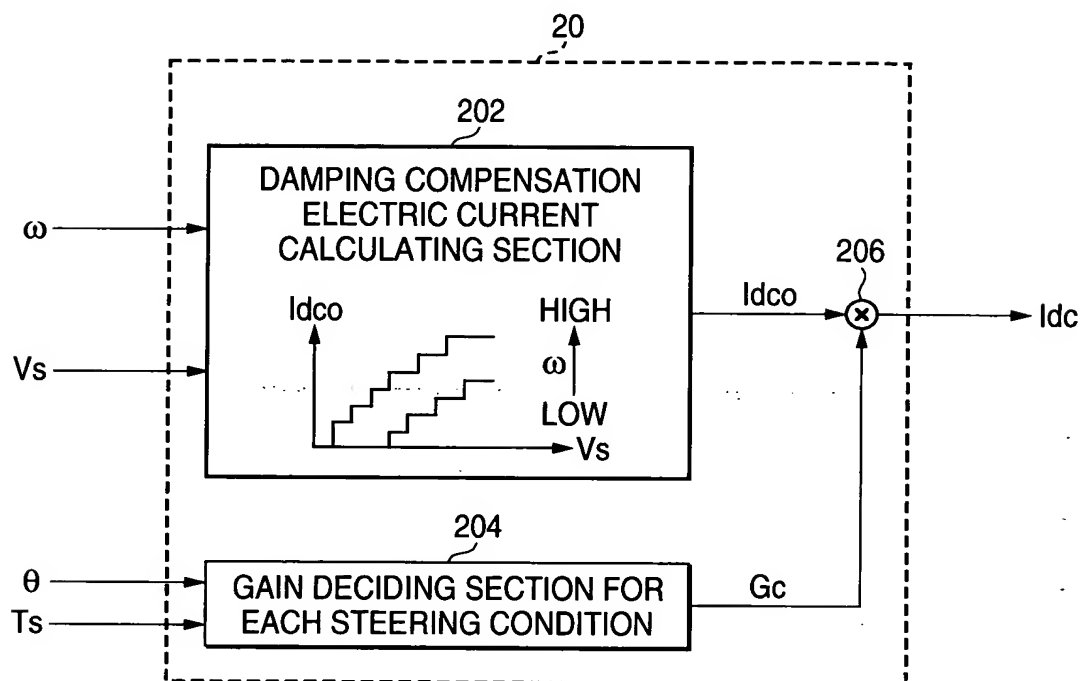 20
202
DAMPING COMPENSATION
ELECTRIC CURRENT
CALCULATING SECTION
ω
Vs
Idco
HIGH
ω
LOW
Vs
Idco
206
×
Idc
204
θ
Ts
GAIN DECIDING SECTION FOR
EACH STEERING CONDITION
Gc